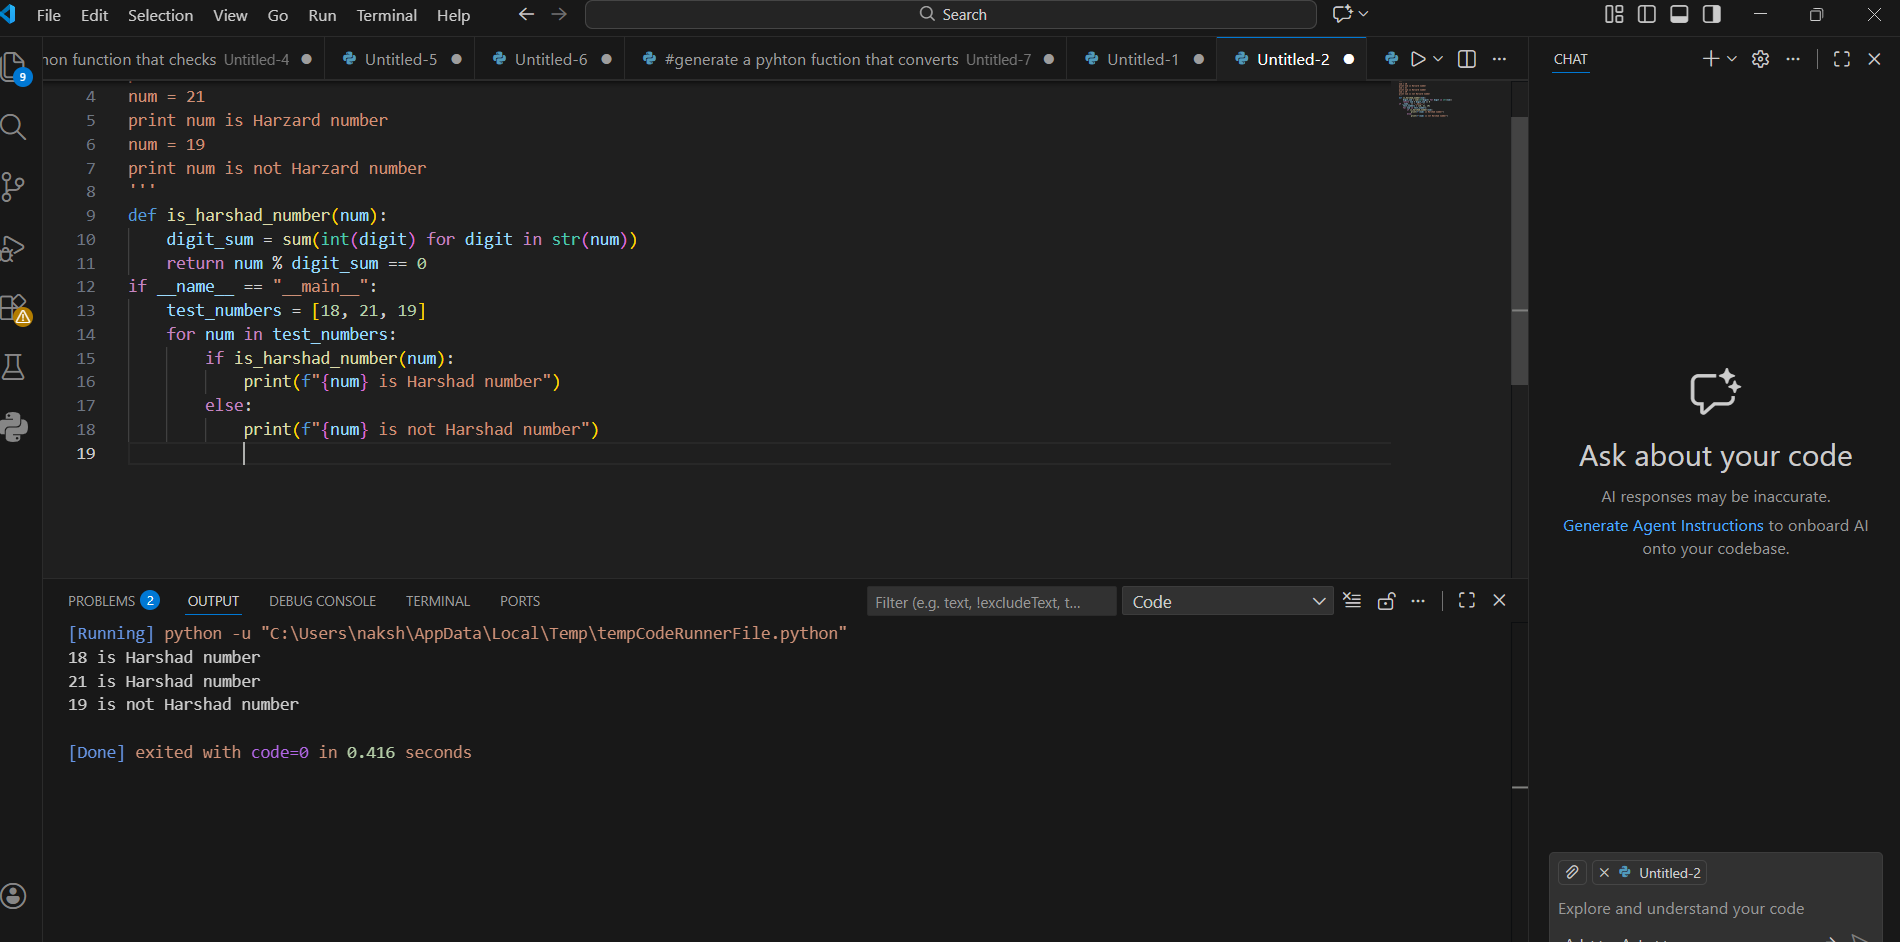 File Edit Selection View Go Run Terminal Help
Search
9
non function that checks Untitled-4
Untitled-5
Untitled-6
#generate a pyhton fuction that converts Untitled-7
Untitled-1
Untitled-2
4 num = 21
5 print num is Harzard number
6 num = 19
7 print num is not Harzard number
8 '''
9 def is_harshad_number(num):
10 digit_sum = sum(int(digit) for digit in str(num))
11 return num % digit_sum == 0
12 if __name__ == "__main__":
13 test_numbers = [18, 21, 19]
14 for num in test_numbers:
15 if is_harshad_number(num):
16 print(f"{num} is Harshad number")
17 else:
18 print(f"{num} is not Harshad number")
19
PROBLEMS 2 OUTPUT DEBUG CONSOLE TERMINAL PORTS
Filter (e.g. text, !excludeText, t...
Code
[Running] python -u "C:\Users\naksh\AppData\Local\Temp\tempCodeRunnerFile.python"
18 is Harshad number
21 is Harshad number
19 is not Harshad number
[Done] exited with code=0 in 0.416 seconds
CHAT
Ask about your code
AI responses may be inaccurate.
Generate Agent Instructions to onboard AI
onto your codebase.
Untitled-2
Explore and understand your code